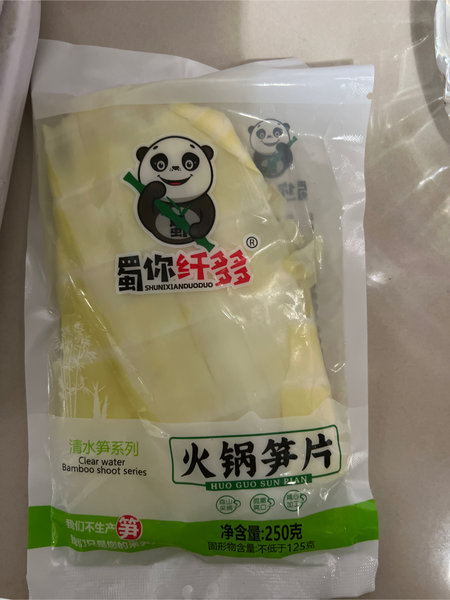 蜀你纤多多®
SHUNIXIANDUODUO
清水笋系列
Clear water
Bamboo shoot series
火锅笋片
HUO GUO SUN PIAN
我们不生产笋
净含量:250克
固形物含量:不低于125克